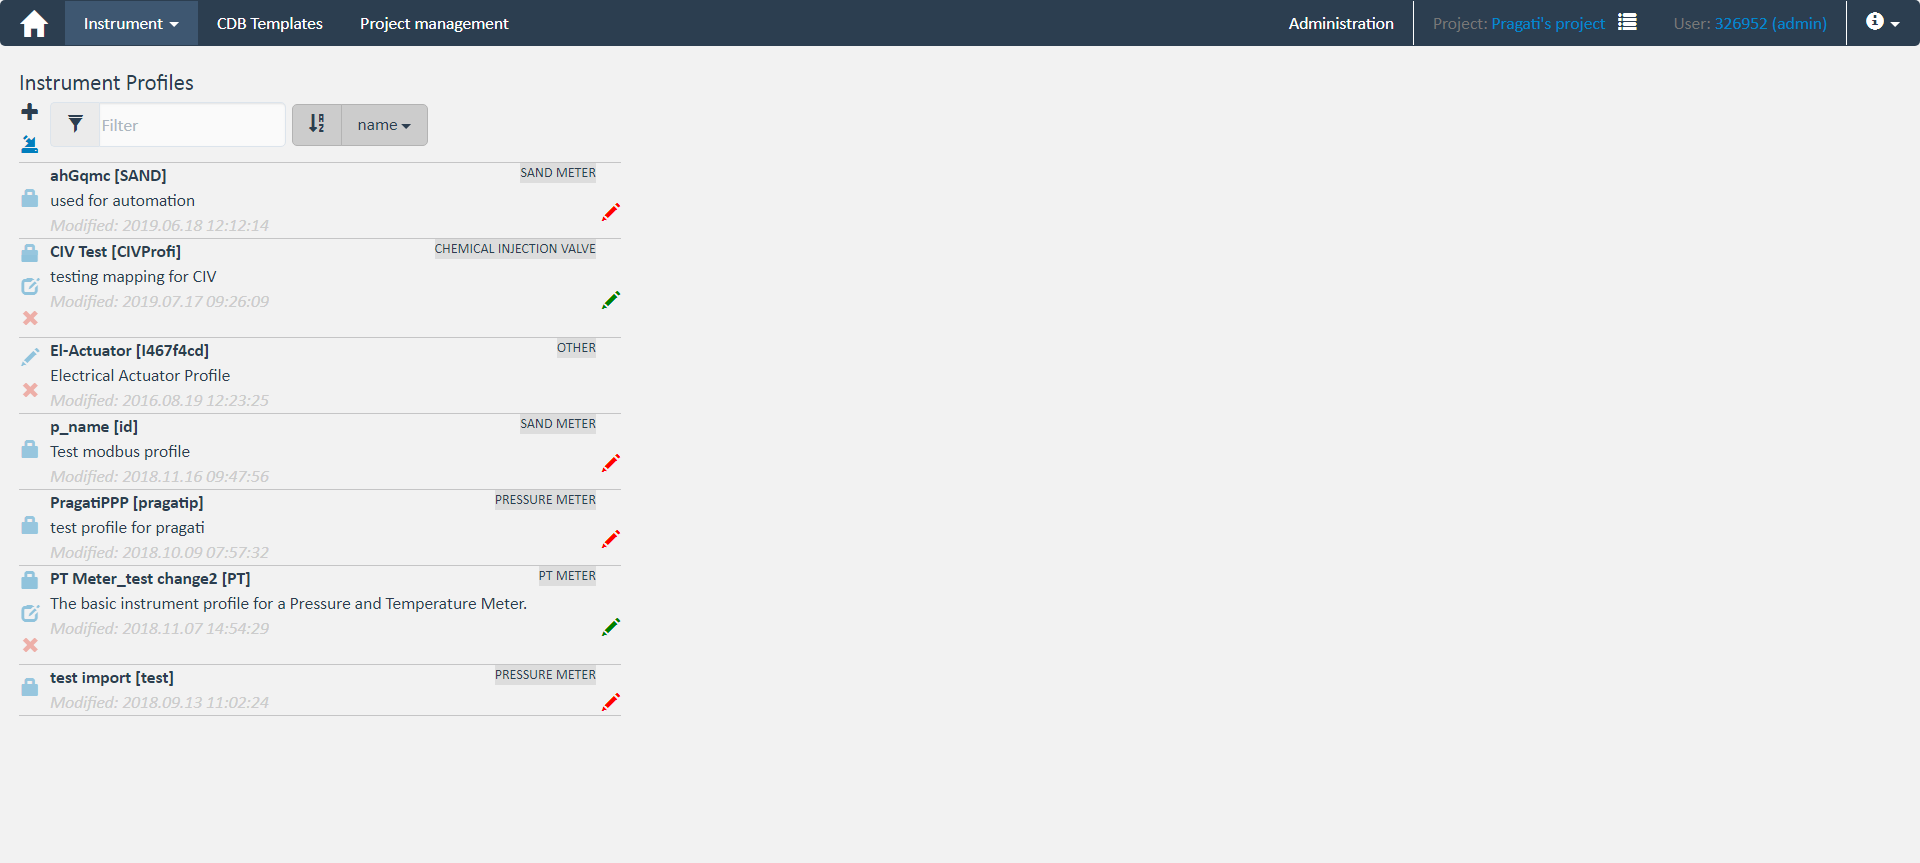 Instrument CDB Templates Project management Administration Project: Pragati's project User: 326952 (admin)
Instrument Profiles
Filter name
ahGqmc [SAND] SAND METER
used for automation
Modified: 2019.06.18 12:12:14
CIV Test [CIVProfi] CHEMICAL INJECTION VALVE
testing mapping for CIV
Modified: 2019.07.17 09:26:09
El-Actuator [I467f4cd] OTHER
Electrical Actuator Profile
Modified: 2016.08.19 12:23:25
p_name [id] SAND METER
Test modbus profile
Modified: 2018.11.16 09:47:56
PragatiPPP [pragatip] PRESSURE METER
test profile for pragati
Modified: 2018.10.09 07:57:32
PT Meter_test change2 [PT] PT METER
The basic instrument profile for a Pressure and Temperature Meter.
Modified: 2018.11.07 14:54:29
test import [test] PRESSURE METER
Modified: 2018.09.13 11:02:24